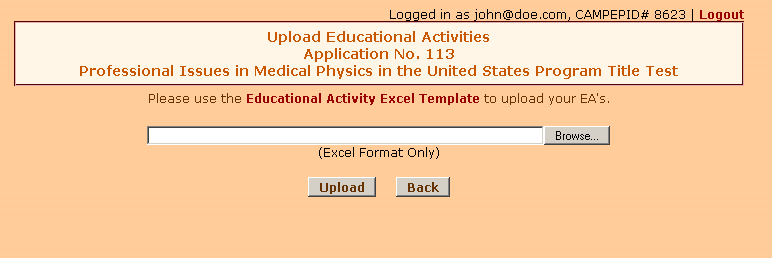 Logged in as john@doe.com, CAMPEPID# 8623 | Logout
Upload Educational Activities
Application No. 113
Professional Issues in Medical Physics in the United States Program Title Test
Please use the Educational Activity Excel Template to upload your EA's.
Browse...
(Excel Format Only)
Upload Back